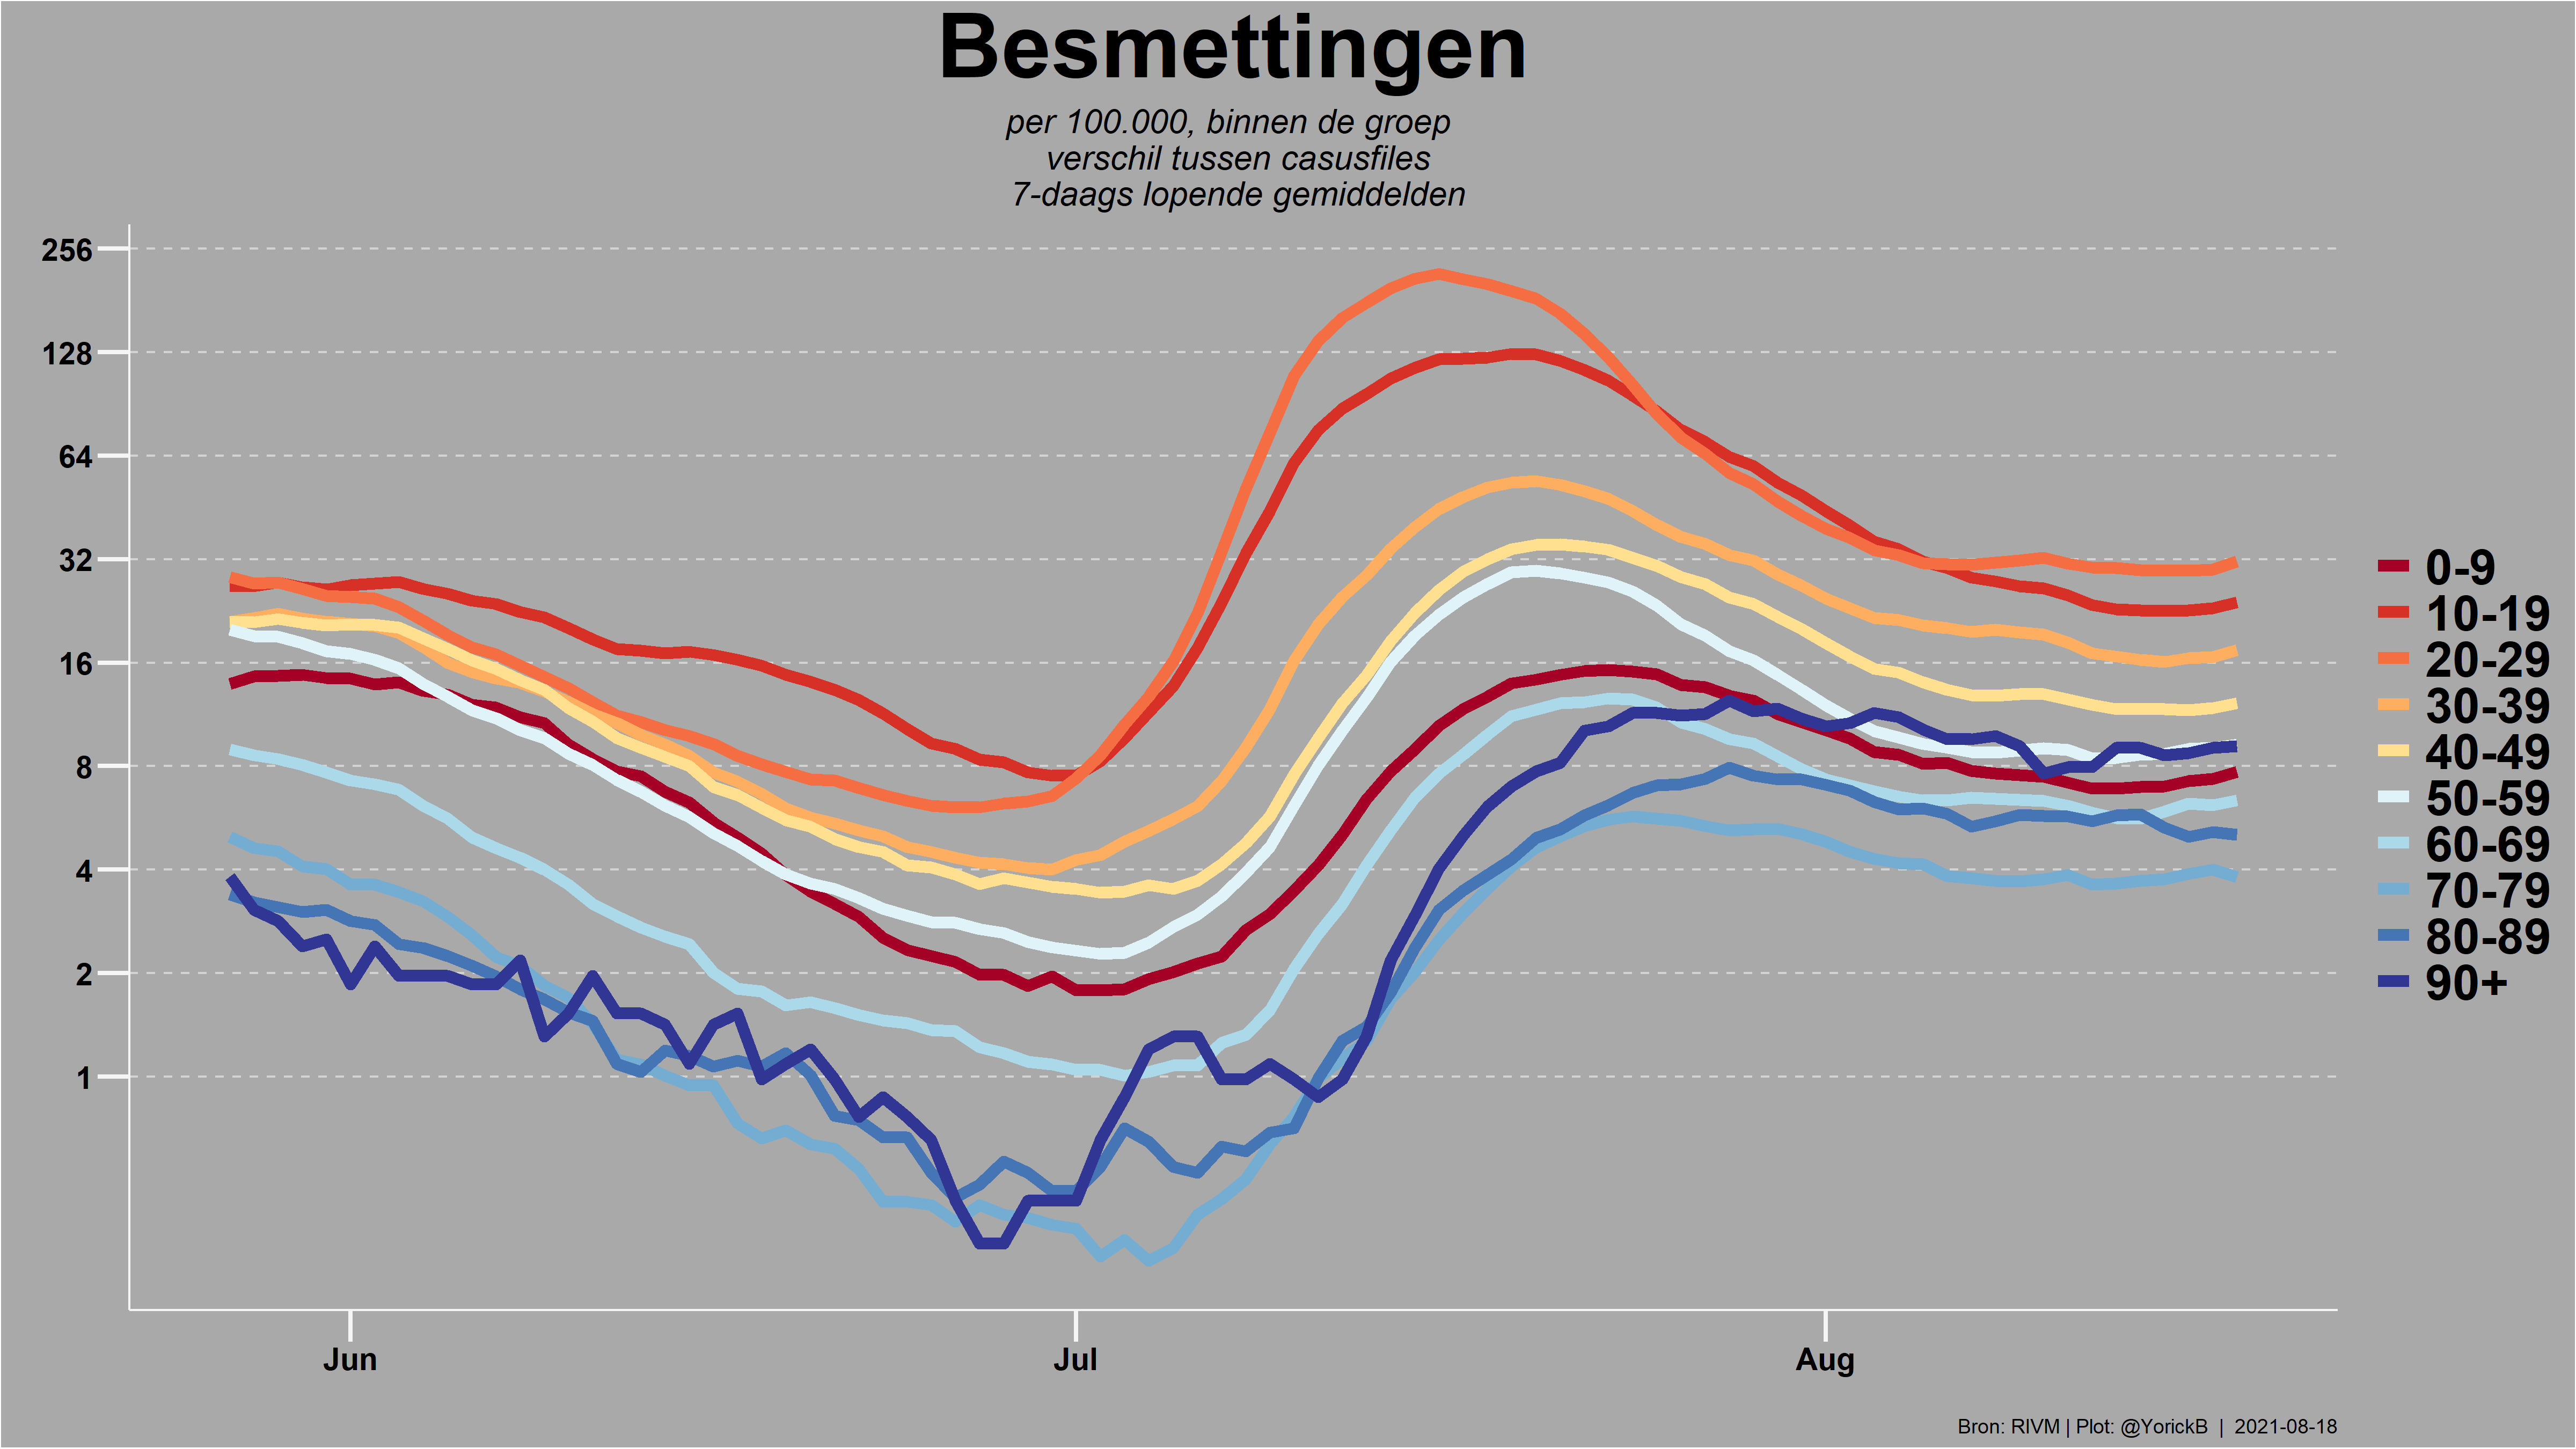 Besmettingen
per 100.000, binnen de groep
verschil tussen casusfiles
7-daags lopende gemiddelden
256
128
64
32
16
8
4
2
1
Jun
Jul
Aug
0-9
10-19
20-29
30-39
40-49
50-59
60-69
70-79
80-89
90+
Bron: RIVM | Plot: @YorickB | 2021-08-18